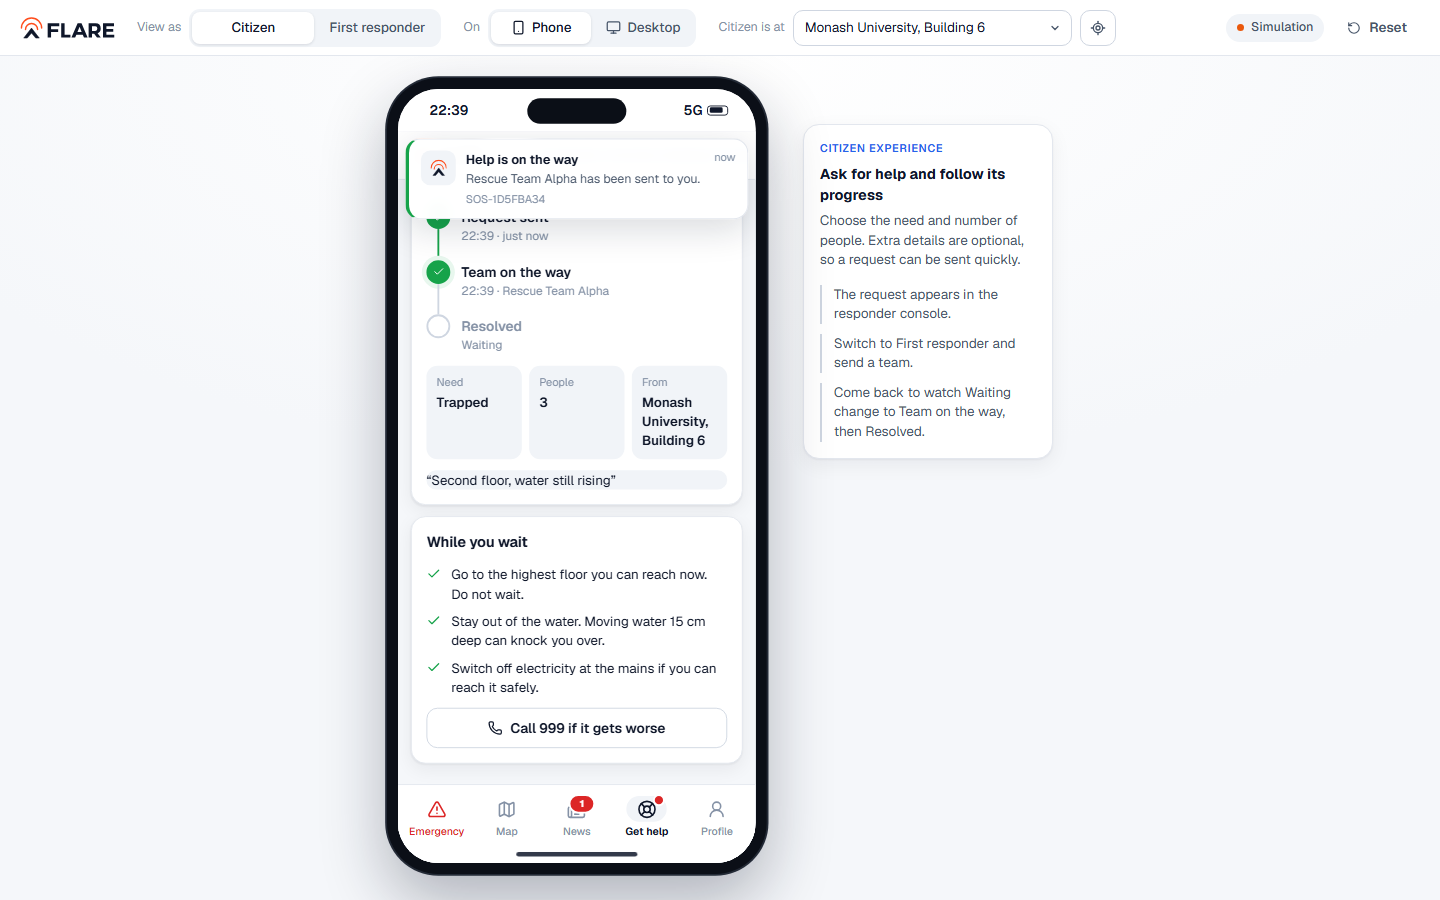 FLARE
View as
Citizen
First responder
On
Phone
Desktop
Citizen is at
Monash University, Building 6
Simulation
Reset
22:39
5G
Help is on the way
now
Rescue Team Alpha has been sent to you.
SOS-1D5FBA34
Request sent
22:39 · just now
Team on the way
22:39 · Rescue Team Alpha
Resolved
Waiting
Need
Trapped
People
3
From
Monash
University,
Building 6
“Second floor, water still rising”
While you wait
Go to the highest floor you can reach now.
Do not wait.
Stay out of the water. Moving water 15 cm
deep can knock you over.
Switch off electricity at the mains if you can
reach it safely.
Call 999 if it gets worse
Emergency
Map
1
News
Get help
Profile
CITIZEN EXPERIENCE
Ask for help and follow its
progress
Choose the need and number of
people. Extra details are optional,
so a request can be sent quickly.
The request appears in the
responder console.
Switch to First responder and
send a team.
Come back to watch Waiting
change to Team on the way,
then Resolved.